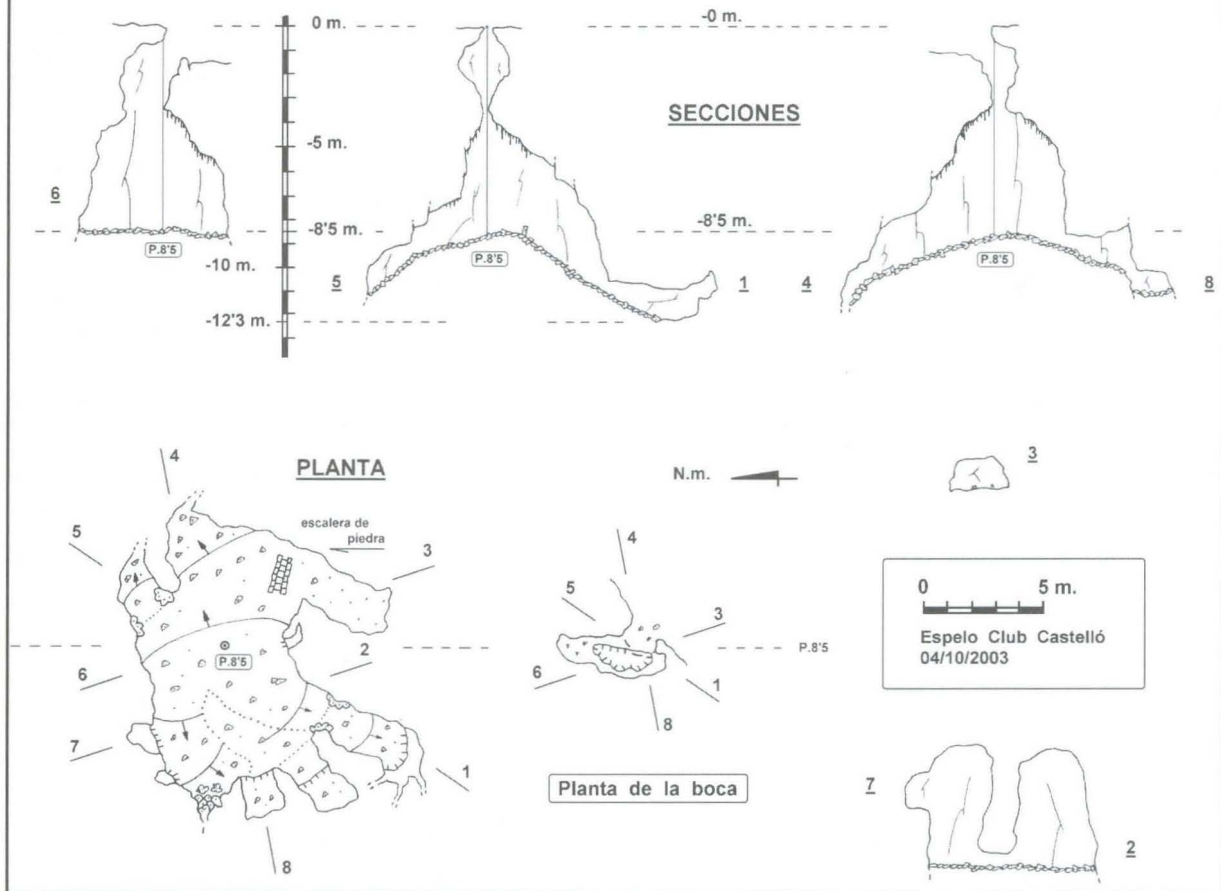 0 m.
-0 m.
SECCIONES
-5 m.
6
-8'5 m.
-8'5 m.
P.8'5
P.8'5
P.8'5
-10 m.
5
1
4
8
-12'3 m.
4
PLANTA
N.m.
3
escalera de
piedra
5
3
4
5
3
0 5 m.
Espelo Club Castelló
04/10/2003
P.8'5
2
6
P.8'5
6
1
8
7
1
Planta de la boca
7
2
8